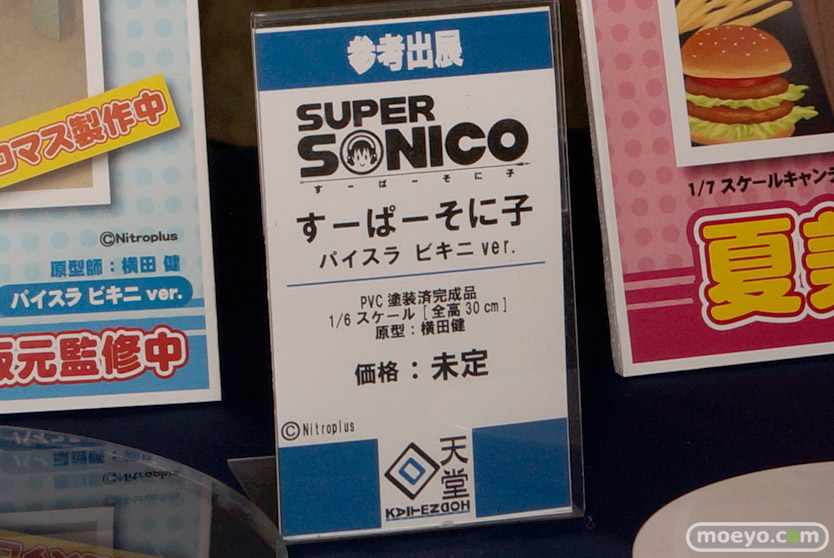 参考出展
SUPER
SONICO
すーぱーそに子
すーぱーそに子
パイスラ ビキニ ver.
PVC 塗装済完成品
1/6 スケール [全高 30 cm]
原型：横田健
価格：未定
©Nitroplus
天堂
KAITENDOH
ロマス製作中
©Nitroplus
原型師：横田 健
パイスラ ビキニ ver.
版元監修中
1/7 スケールキャン
夏
moeyo.com